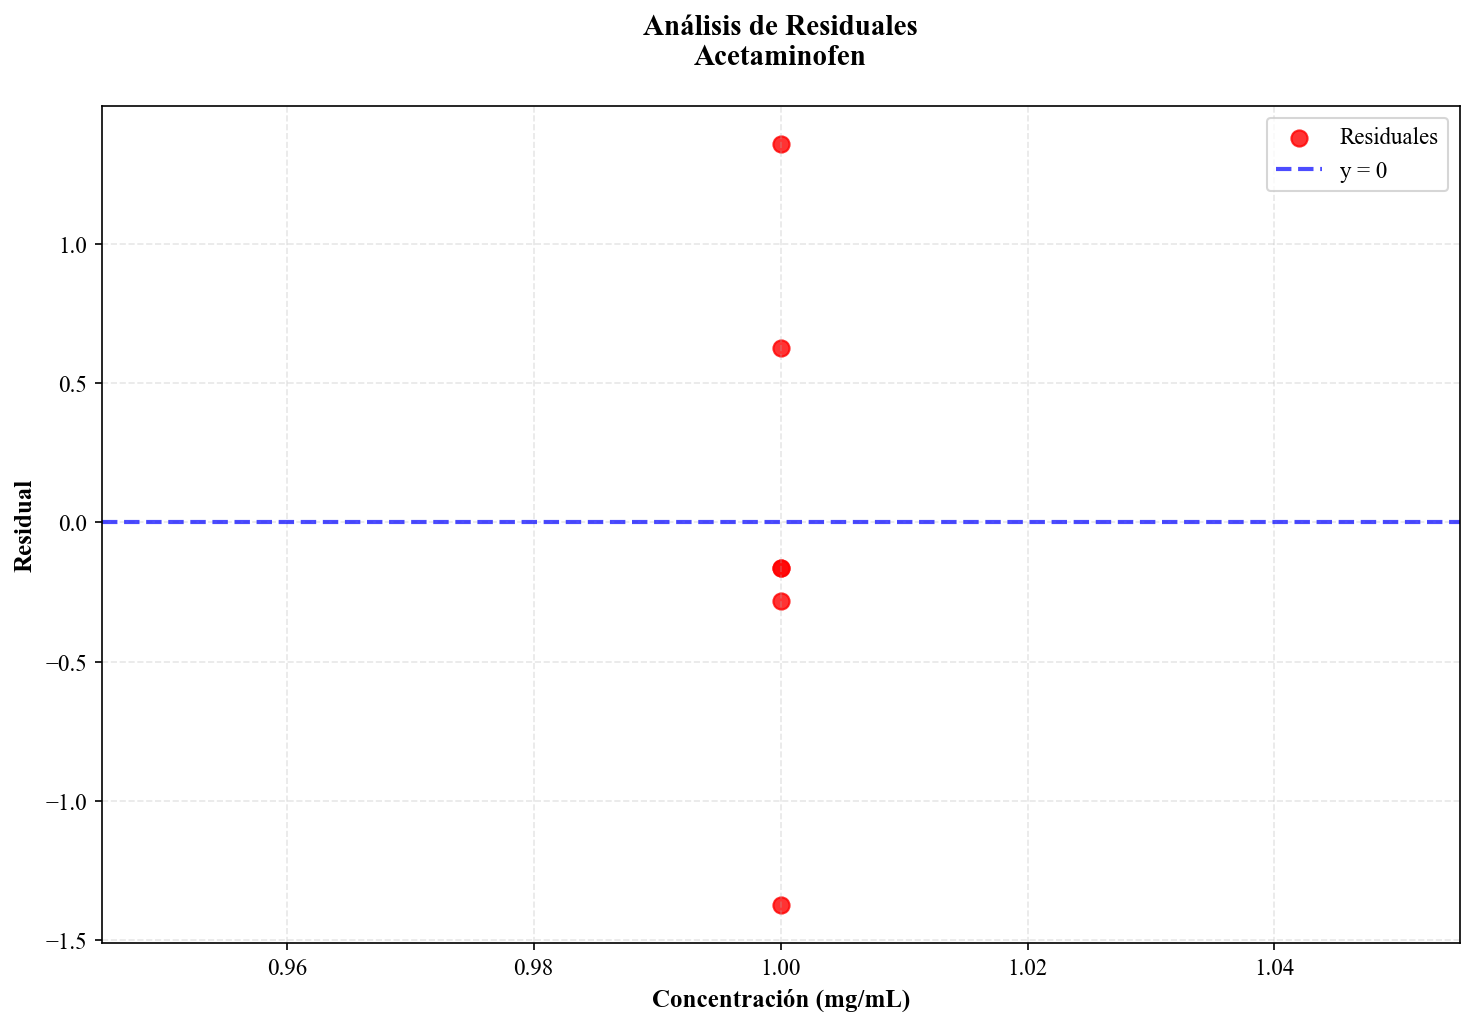 Análisis de Residuales
Acetaminofen
Residuales
y = 0
1.0
0.5
0.0
−0.5
−1.0
−1.5
Residual
0.96
0.98
1.00
1.02
1.04
Concentración (mg/mL)